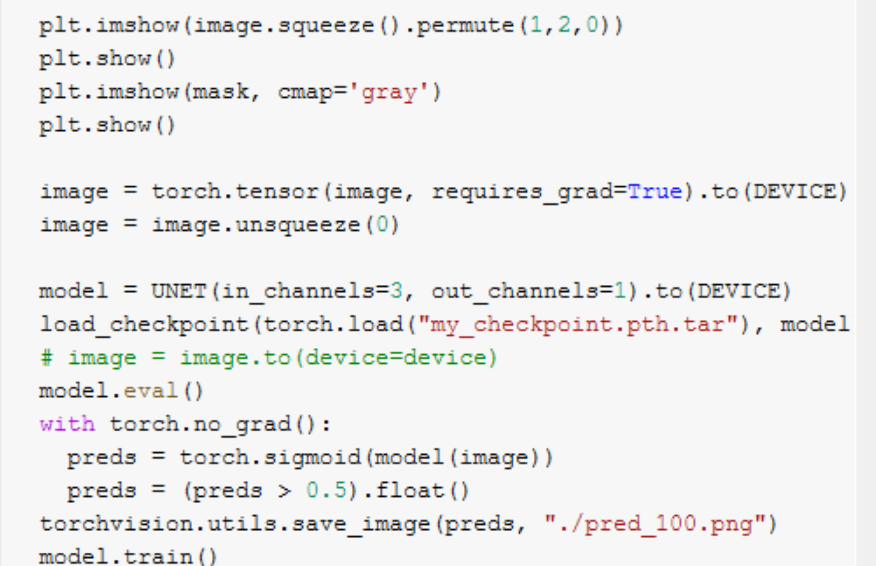 plt.imshow(image.squeeze().permute(1,2,0))
plt.show()
plt.imshow(mask, cmap='gray')
plt.show()
image = torch.tensor(image, requires_grad=True).to(DEVICE)
image = image.unsqueeze(0)
model = UNET(in_channels=3, out_channels=1).to(DEVICE)
load_checkpoint(torch.load("my_checkpoint.pth.tar"), model
# image = image.to(device=device)
model.eval()
with torch.no_grad():
  preds = torch.sigmoid(model(image))
  preds = (preds > 0.5).float()
torchvision.utils.save_image(preds, "./pred_100.png")
model.train()